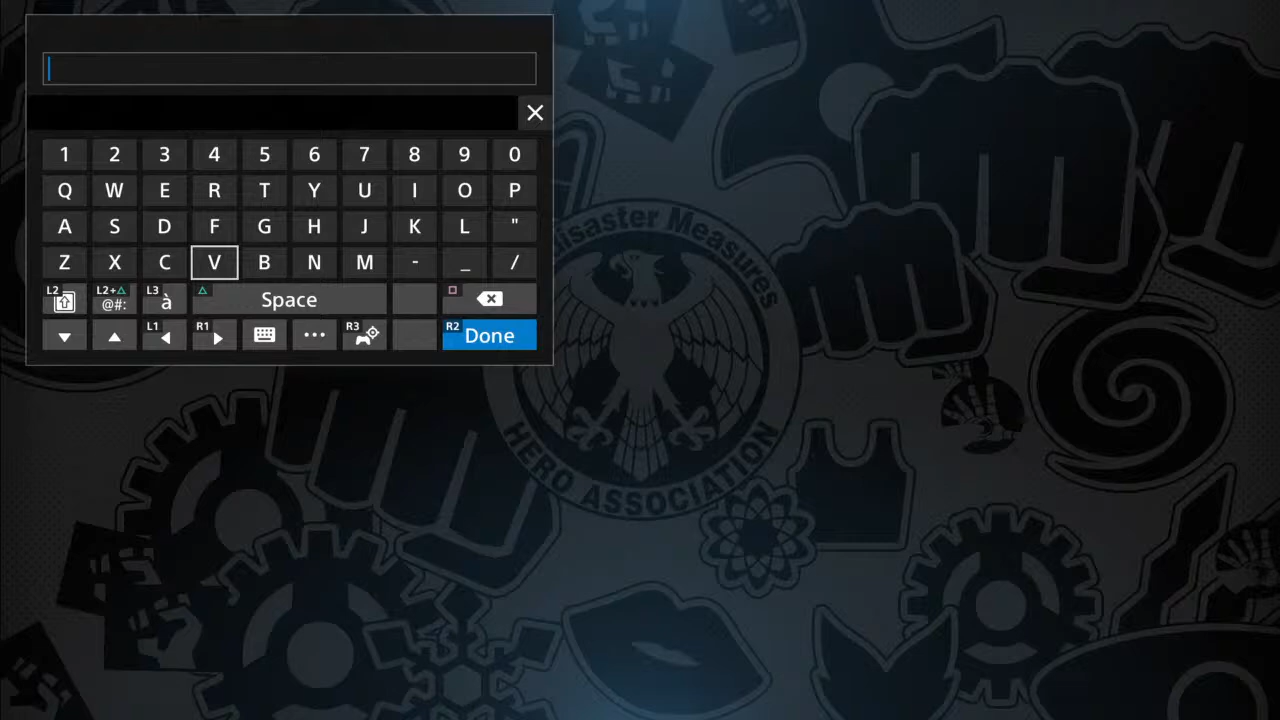 1 2 3 4 5 6 7 8 9 0
Q W E R T Y U I O P
A S D F G H J K L "
Z X C V B N M - _ /
L2 L2+△ @#: L3 à △ Space □
L1 R1 ... R3 R2 Done
Disaster Measures
HERO ASSOCIATION